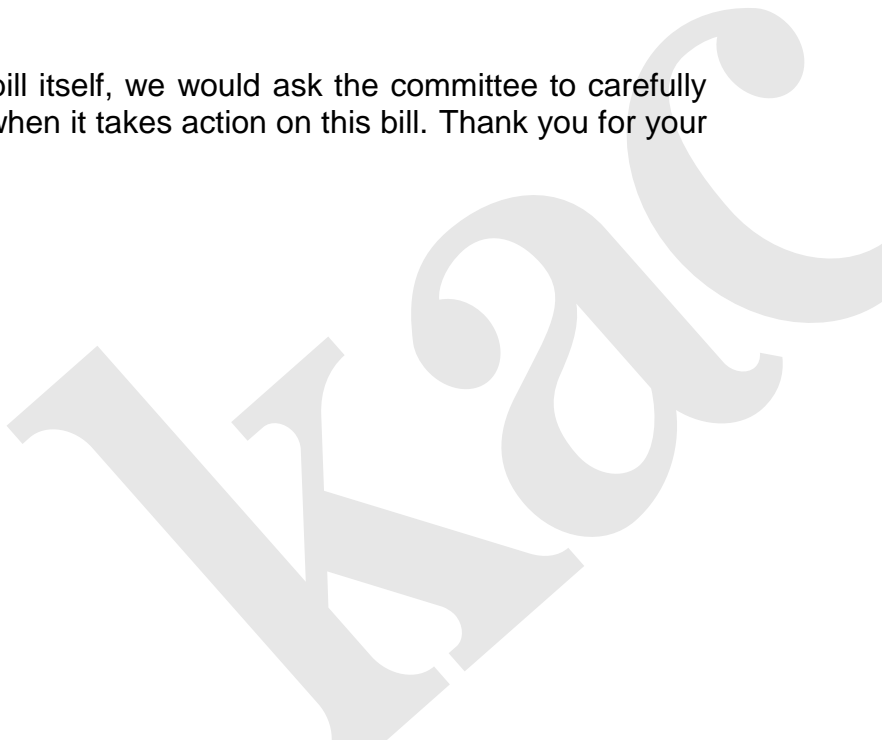 bill itself, we would ask the committee to carefully
when it takes action on this bill. Thank you for your
kac